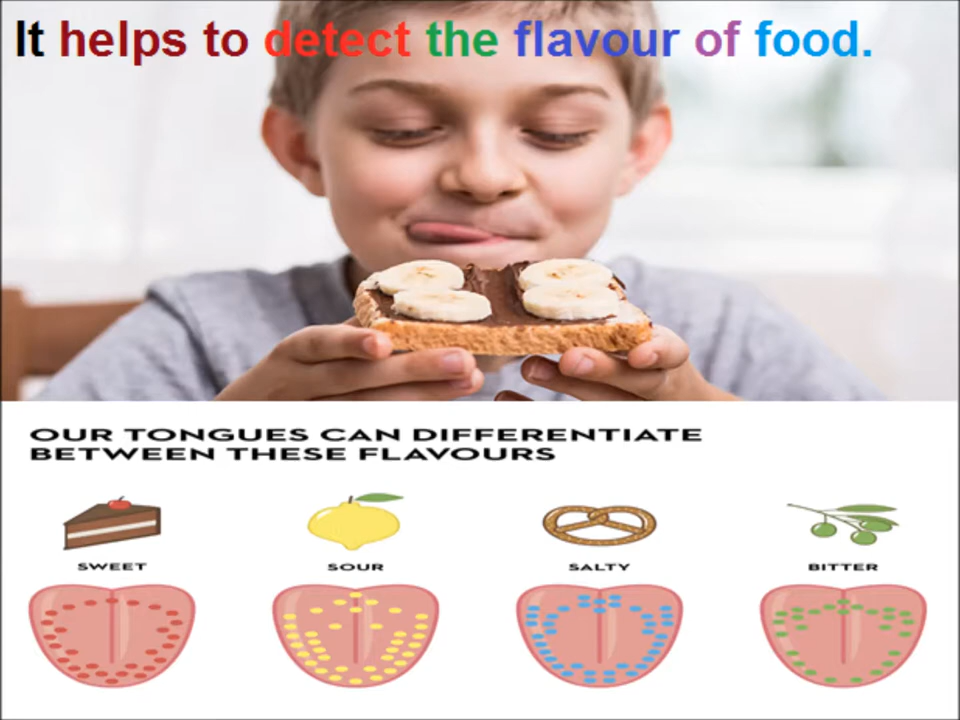 It helps to detect the flavour of food.
OUR TONGUES CAN DIFFERENTIATE
BETWEEN THESE FLAVOURS
SWEET
SOUR
SALTY
BITTER